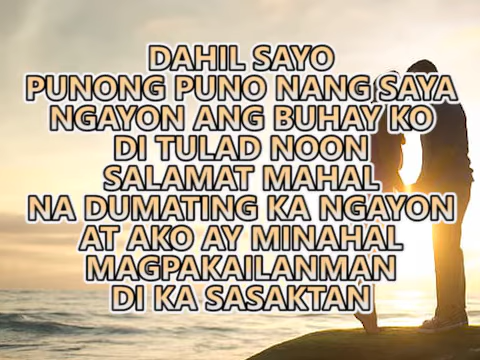 DAHIL SAYO
PUNONG PUNO NANG SAYA
NGAYON ANG BUHAY KO
DI TULAD NOON
SALAMAT MAHAL
NA DUMATING KA NGAYON
AT AKO AY MINAHAL
MAGPAKAILANMAN
DI KA SASAKTAN